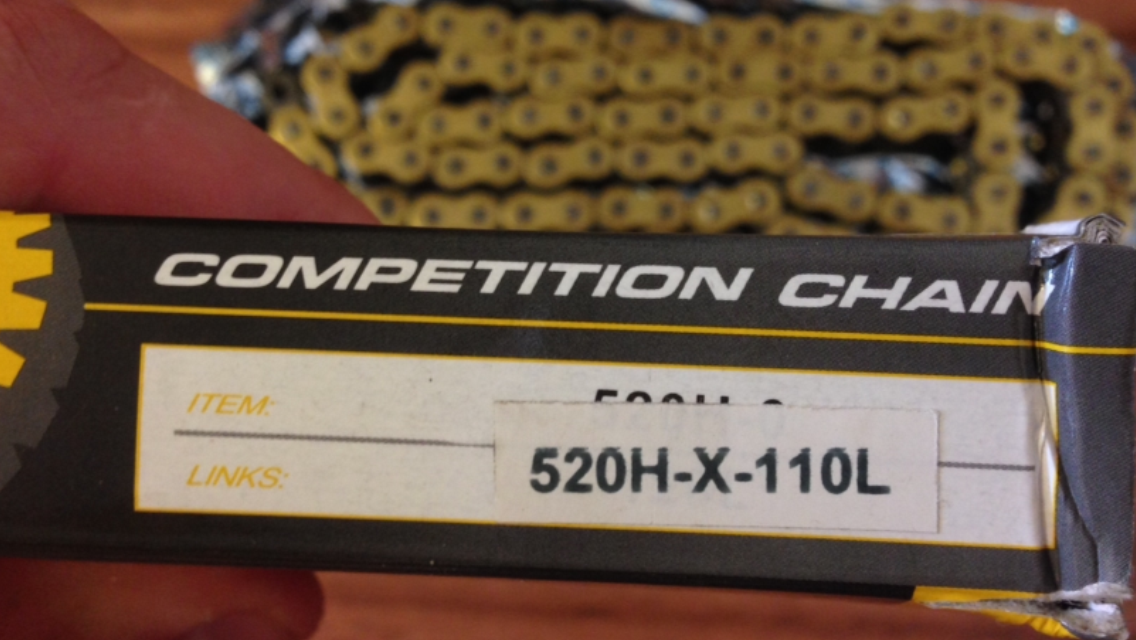 COMPETITION CHAIN
ITEM:
LINKS:
520H-X-110L